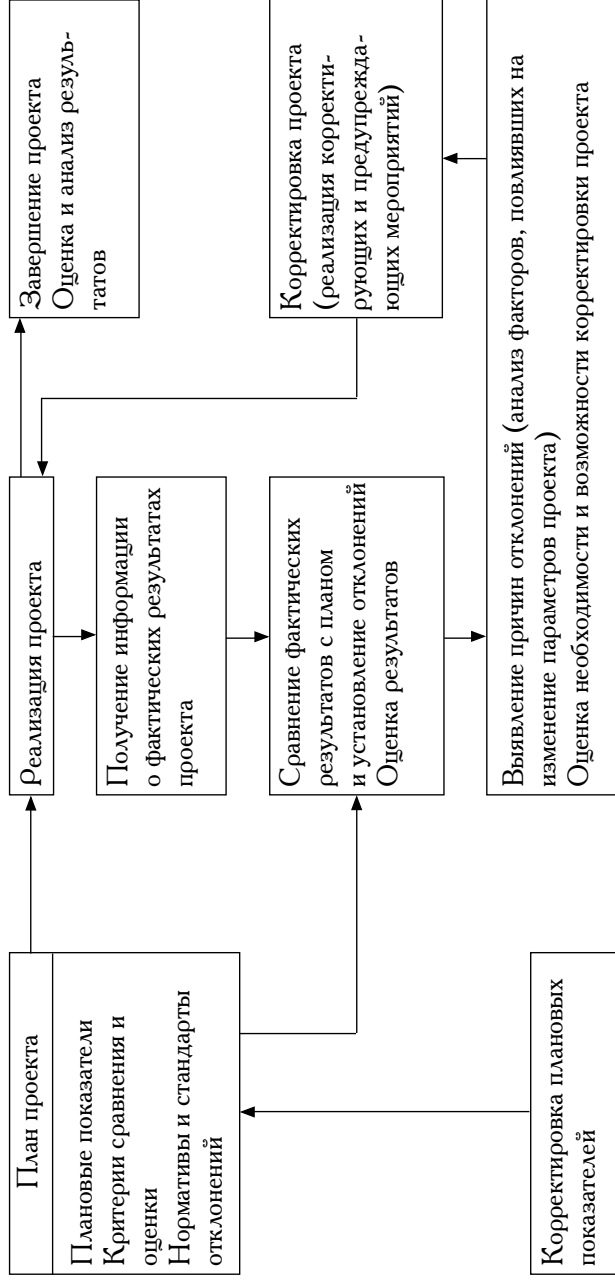 План проекта
Плановые показатели
Критерии сравнения и
оценки
Нормативы и стандарты
отклонений
Корректировка плановых
показателей
Реализация проекта
Получение информации
о фактических результатах
проекта
Сравнение фактических
результатов с планом
и установление отклонений
Оценка результатов
Выявление причин отклонений (анализ факторов, повлиявших на
изменение параметров проекта)
Оценка необходимости и возможности корректировки проекта
Завершение проекта
Оценка и анализ резуль-
татов
Корректировка проекта
(реализация корректи-
рующих и предупрежда-
ющих мероприятий)